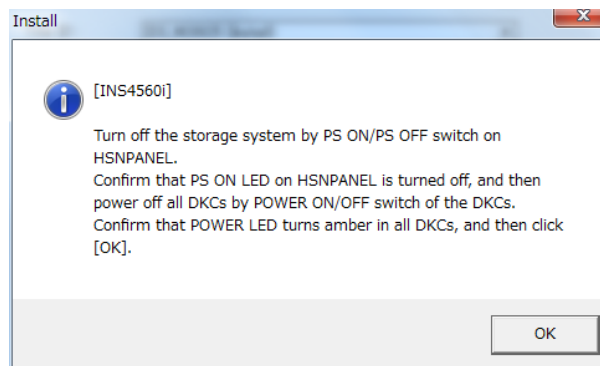 Install
[INS4560i]
Turn off the storage system by PS ON/PS OFF switch on
HSNPANEL.
Confirm that PS ON LED on HSNPANEL is turned off, and then
power off all DKCs by POWER ON/OFF switch of the DKCs.
Confirm that POWER LED turns amber in all DKCs, and then click
[OK].
OK